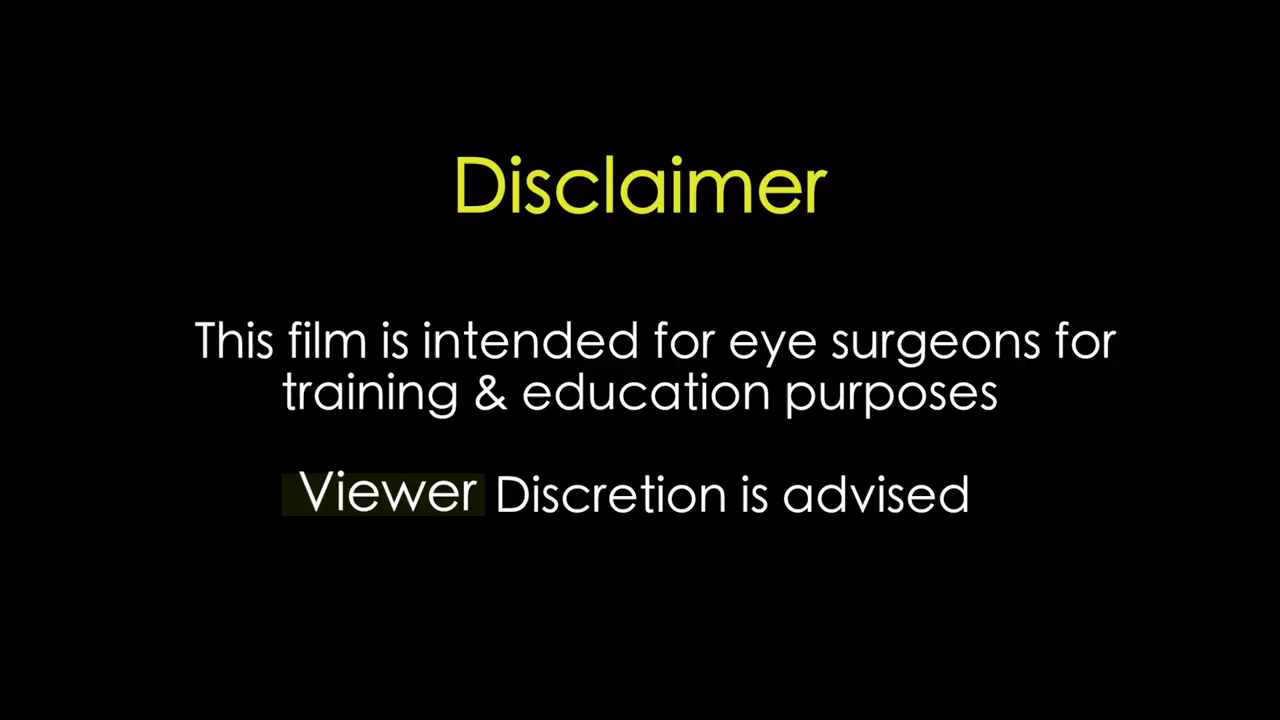 Disclaimer
This film is intended for eye surgeons for
training & education purposes
Viewer Discretion is advised